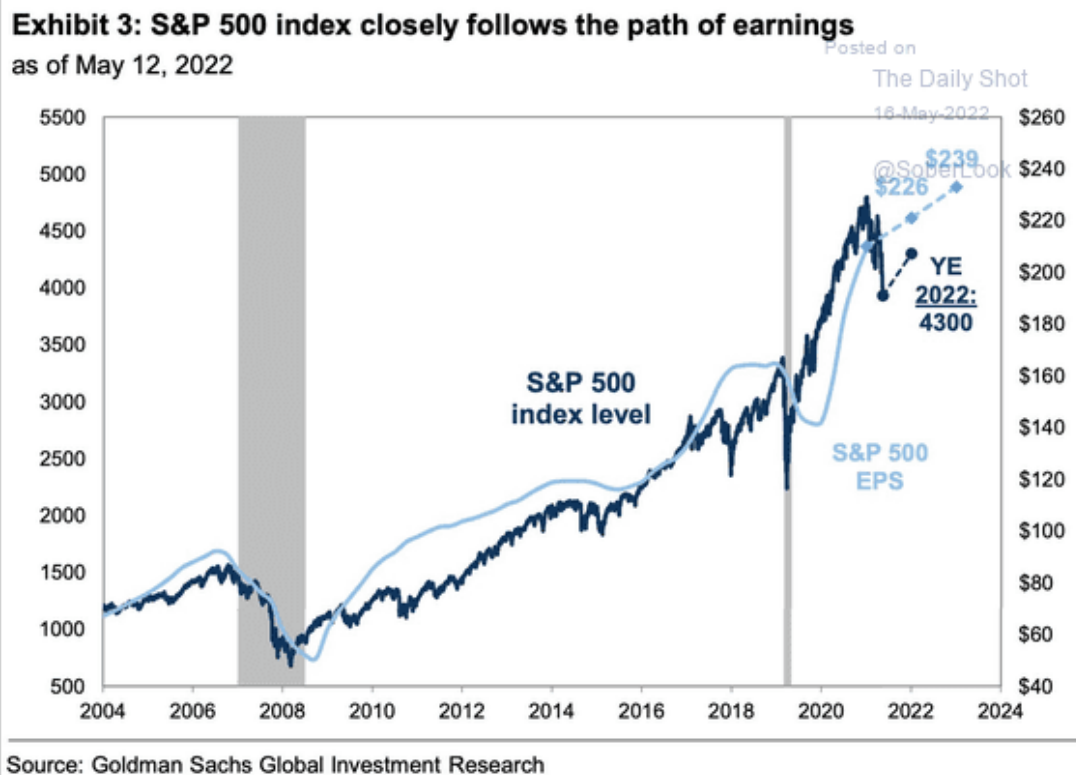 Exhibit 3: S&P 500 index closely follows the path of earnings
as of May 12, 2022
Posted on
The Daily Shot
16-May-2022
@SoberLook
5500
5000
4500
4000
3500
3000
2500
2000
1500
1000
500
$260
$240
$220
$200
$180
$160
$140
$120
$100
$80
$60
$40
$239
$226
YE
2022:
4300
S&P 500
index level
S&P 500
EPS
2004 2006 2008 2010 2012 2014 2016 2018 2020 2022 2024
Source: Goldman Sachs Global Investment Research